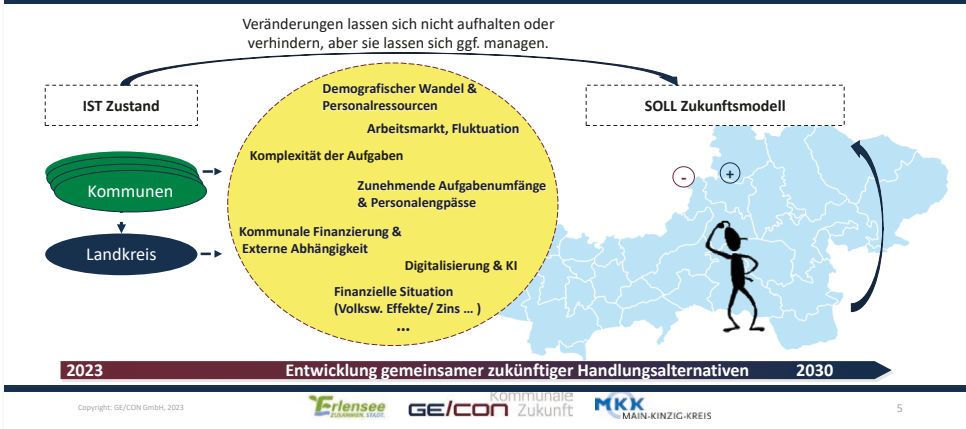 Veränderungen lassen sich nicht aufhalten oder
verhindern, aber sie lassen sich ggf. managen.
IST Zustand
SOLL Zukunftsmodell
Demografischer Wandel &
Personalressourcen
Arbeitsmarkt, Fluktuation
Komplexität der Aufgaben
Zunehmende Aufgabenumfänge
& Personalengpässe
Kommunale Finanzierung &
Externe Abhängigkeit
Digitalisierung & KI
Finanzielle Situation
(Volksw. Effekte/ Zins ... )
...
Kommunen
Landkreis
-
+
2023
Entwicklung gemeinsamer zukünftiger Handlungsalternativen
2030
Copyright: GE/CON GmbH, 2023
Erlensee
ZUSAMMEN. STADT.
GE/CON
Kommunale
Zukunft
MKK
MAIN-KINZIG-KREIS
5